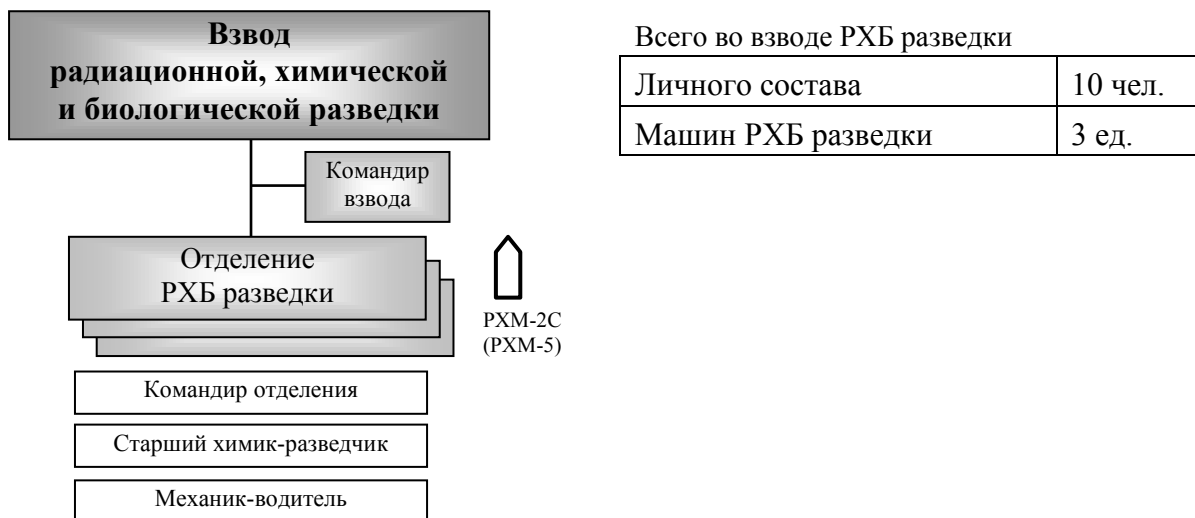 Взвод
радиационной, химической
и биологической разведки
Командир
взвода
Отделение
РХБ разведки
РХМ-2С
(РХМ-5)
Командир отделения
Старший химик-разведчик
Механик-водитель
Всего во взводе РХБ разведки
Личного состава 10 чел.
Машин РХБ разведки 3 ед.